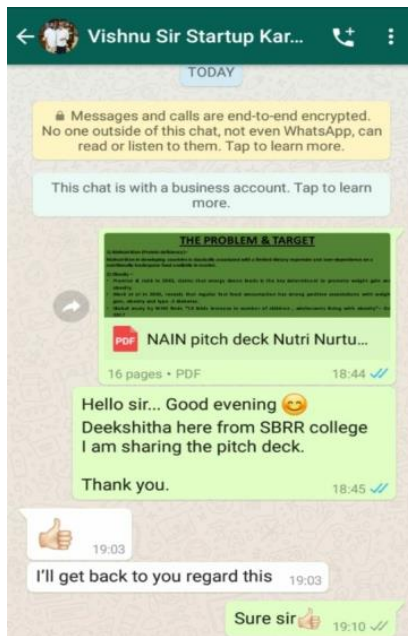 Vishnu Sir Startup Kar...
TODAY
Messages and calls are end-to-end encrypted.
No one outside of this chat, not even WhatsApp, can
read or listen to them. Tap to learn more.
This chat is with a business account. Tap to learn
more.
THE PROBLEM & TARGET
PDF
NAIN pitch deck Nutri Nurtu...
16 pages • PDF
18:44
Hello sir... Good evening 😊
Deekshitha here from SBRR college
I am sharing the pitch deck.
Thank you.
18:45
👍🏻
19:03
I'll get back to you regard this
19:03
Sure sir👍🏻
19:10